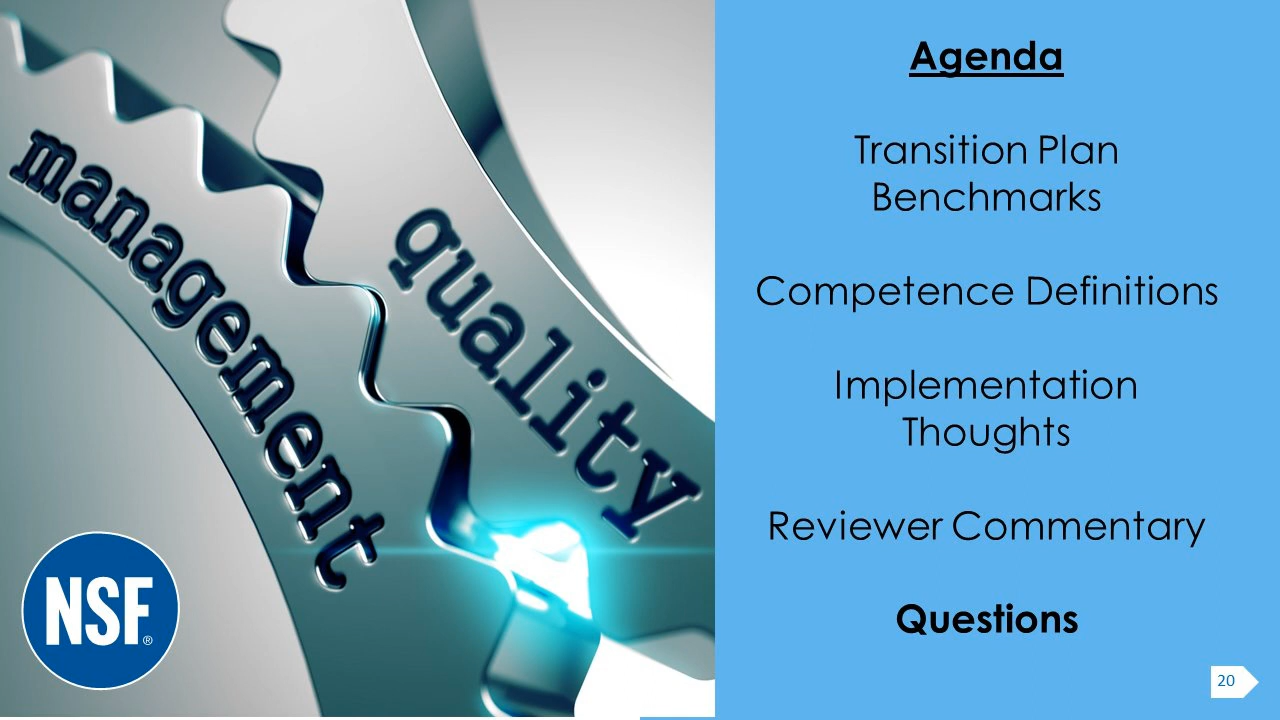 management
quality
NSF®
Agenda
Transition Plan
Benchmarks
Competence Definitions
Implementation
Thoughts
Reviewer Commentary
Questions
20